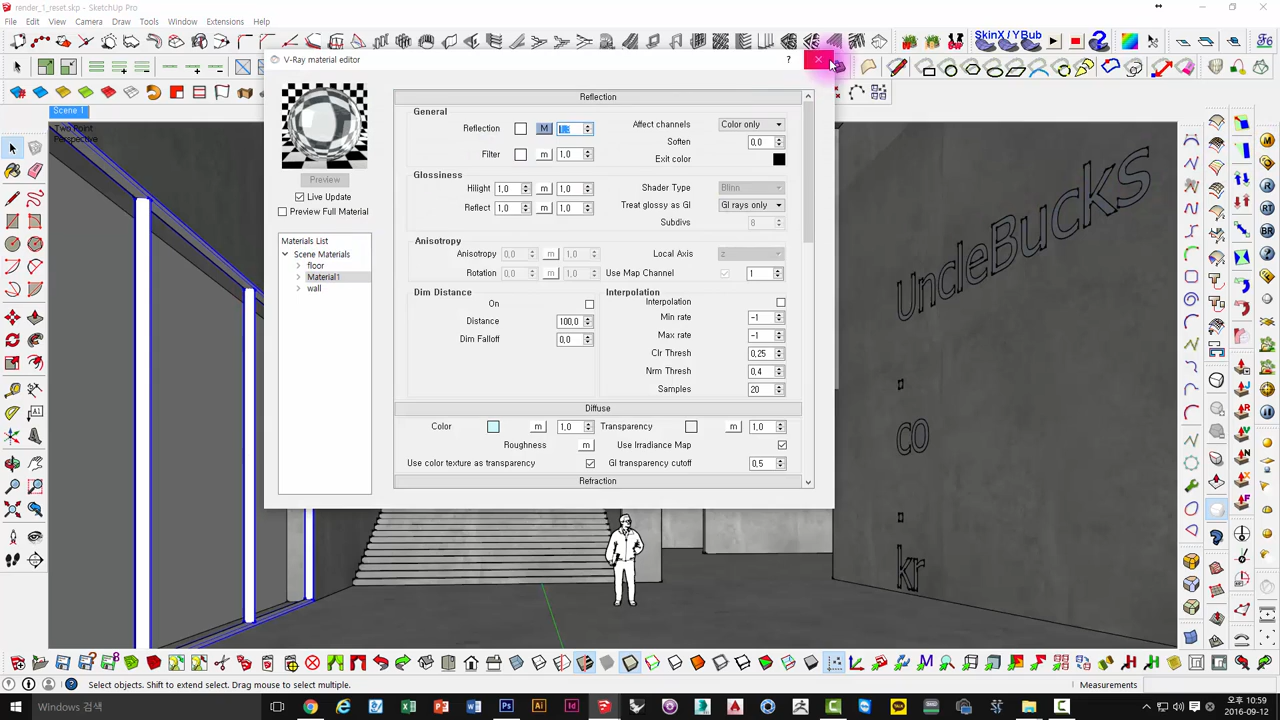 render_1_reset.skp - SketchUp Pro
File Edit View Camera Draw Tools Window Extensions Help
SkinX / YBub
V-Ray material editor
?
Scene 1
Two Point
Perspective
Reflection
General
Reflection M
Affect channels Color only
Filter m 1,0
Soften 0,0
Exit color
Glossiness
Hilight 1,0 m 1,0
Shader Type Blinn
Reflect 1,0 m 1,0
Treat glossy as GI GI rays only
Subdivs 8
Preview
Live Update
Preview Full Material
Materials List
Scene Materials
floor
Material1
wall
Anisotropy
Anisotropy 0,0 m 1,0
Local Axis z
Rotation 0,0 m 1,0
Use Map Channel 1
Dim Distance
On
Distance 100,0
Dim Falloff 0,0
Interpolation
Interpolation
Min rate -1
Max rate -1
Clr Thresh 0,25
Nrm Thresh 0,4
Samples 20
Diffuse
Color m 1,0 Transparency m 1,0
Roughness m Use Irradiance Map
Use color texture as transparency GI transparency cutoff 0,5
Refraction
UncleBucks
.
co
.
kr
Select objects. Shift to extend select. Drag mouse to select multiple.
Measurements
Windows 검색
오후 10:59
2016-09-12